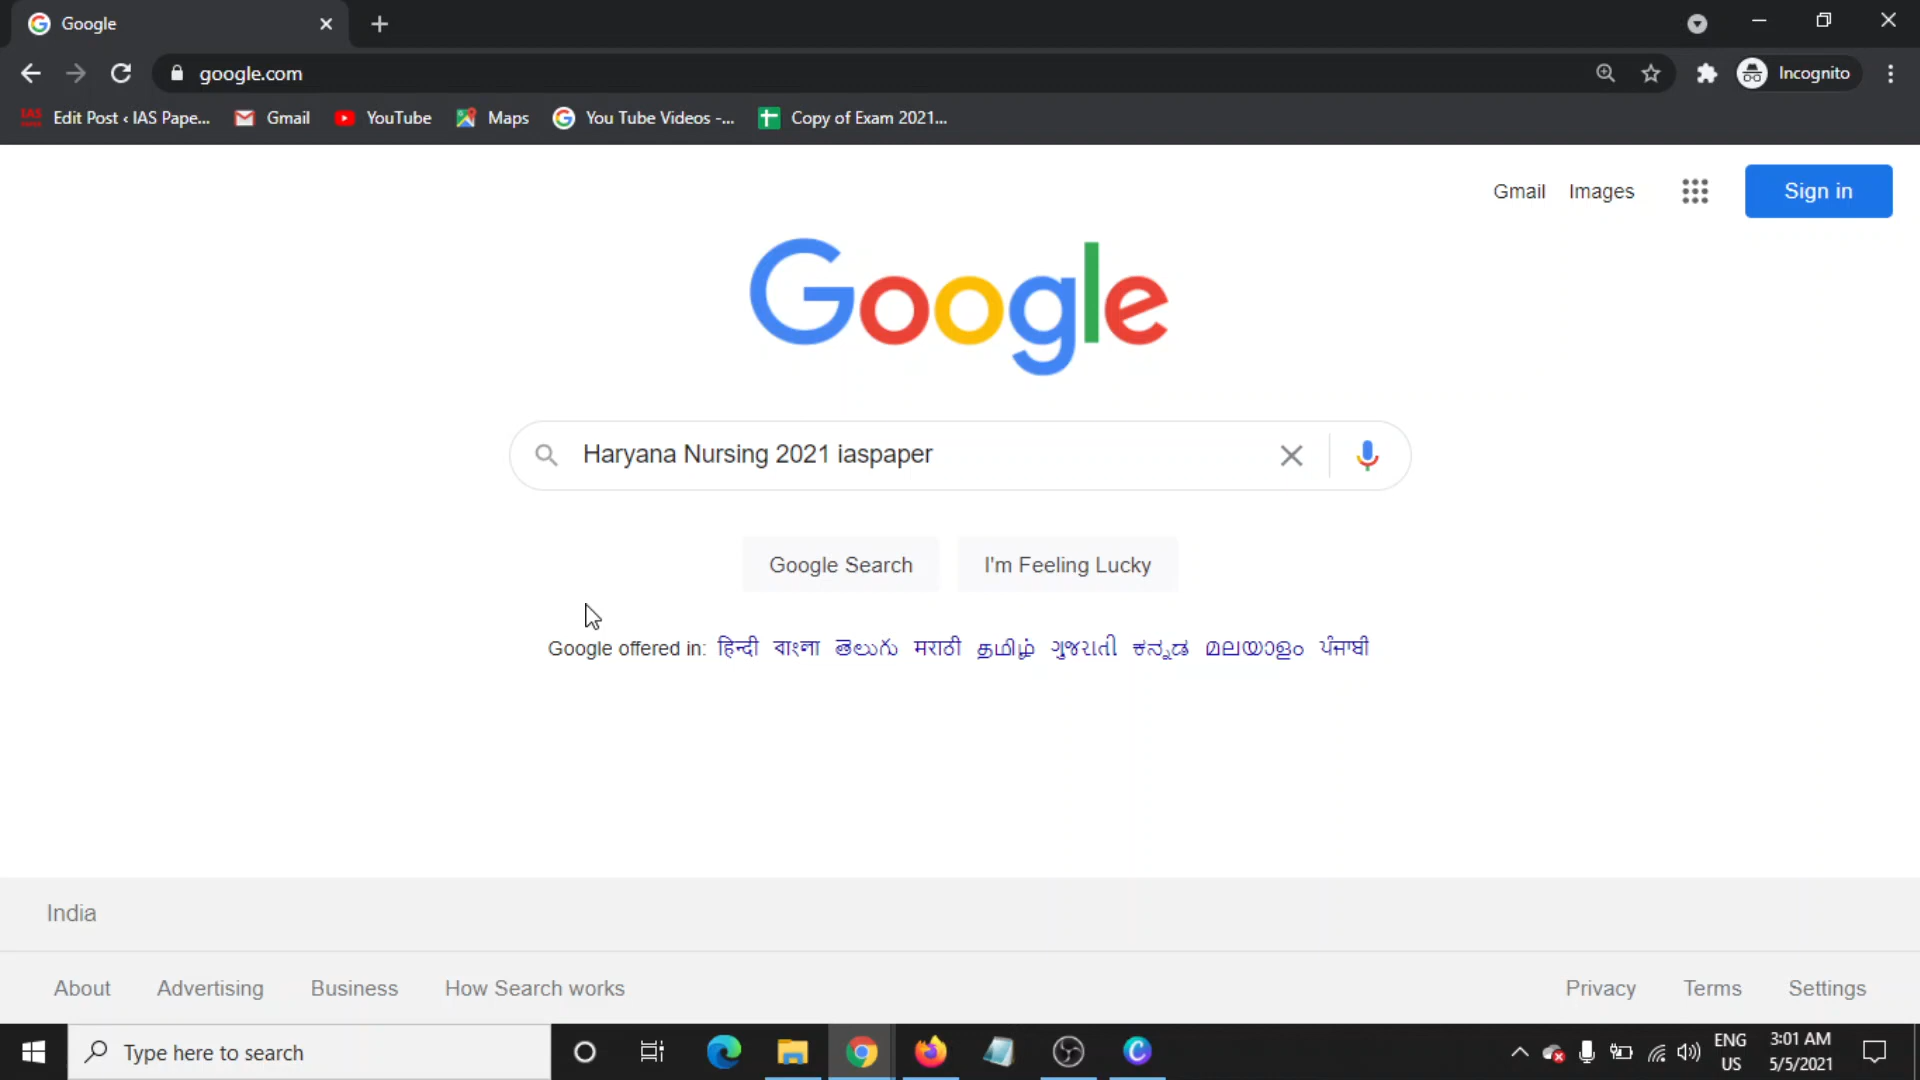 Google
google.com
Incognito
IAS Edit Post ‹ IAS Pape... Gmail YouTube Maps You Tube Videos -... Copy of Exam 2021...
Gmail Images Sign in
Google
Haryana Nursing 2021 iaspaper
Google Search I'm Feeling Lucky
Google offered in: हिन्दी বাংলা తెలుగు मराठी தமிழ் ગુજરાતી ಕನ್ನಡ മലയാളം ਪੰਜਾਬੀ
India
About Advertising Business How Search works Privacy Terms Settings
Type here to search
ENG
US
3:01 AM
5/5/2021